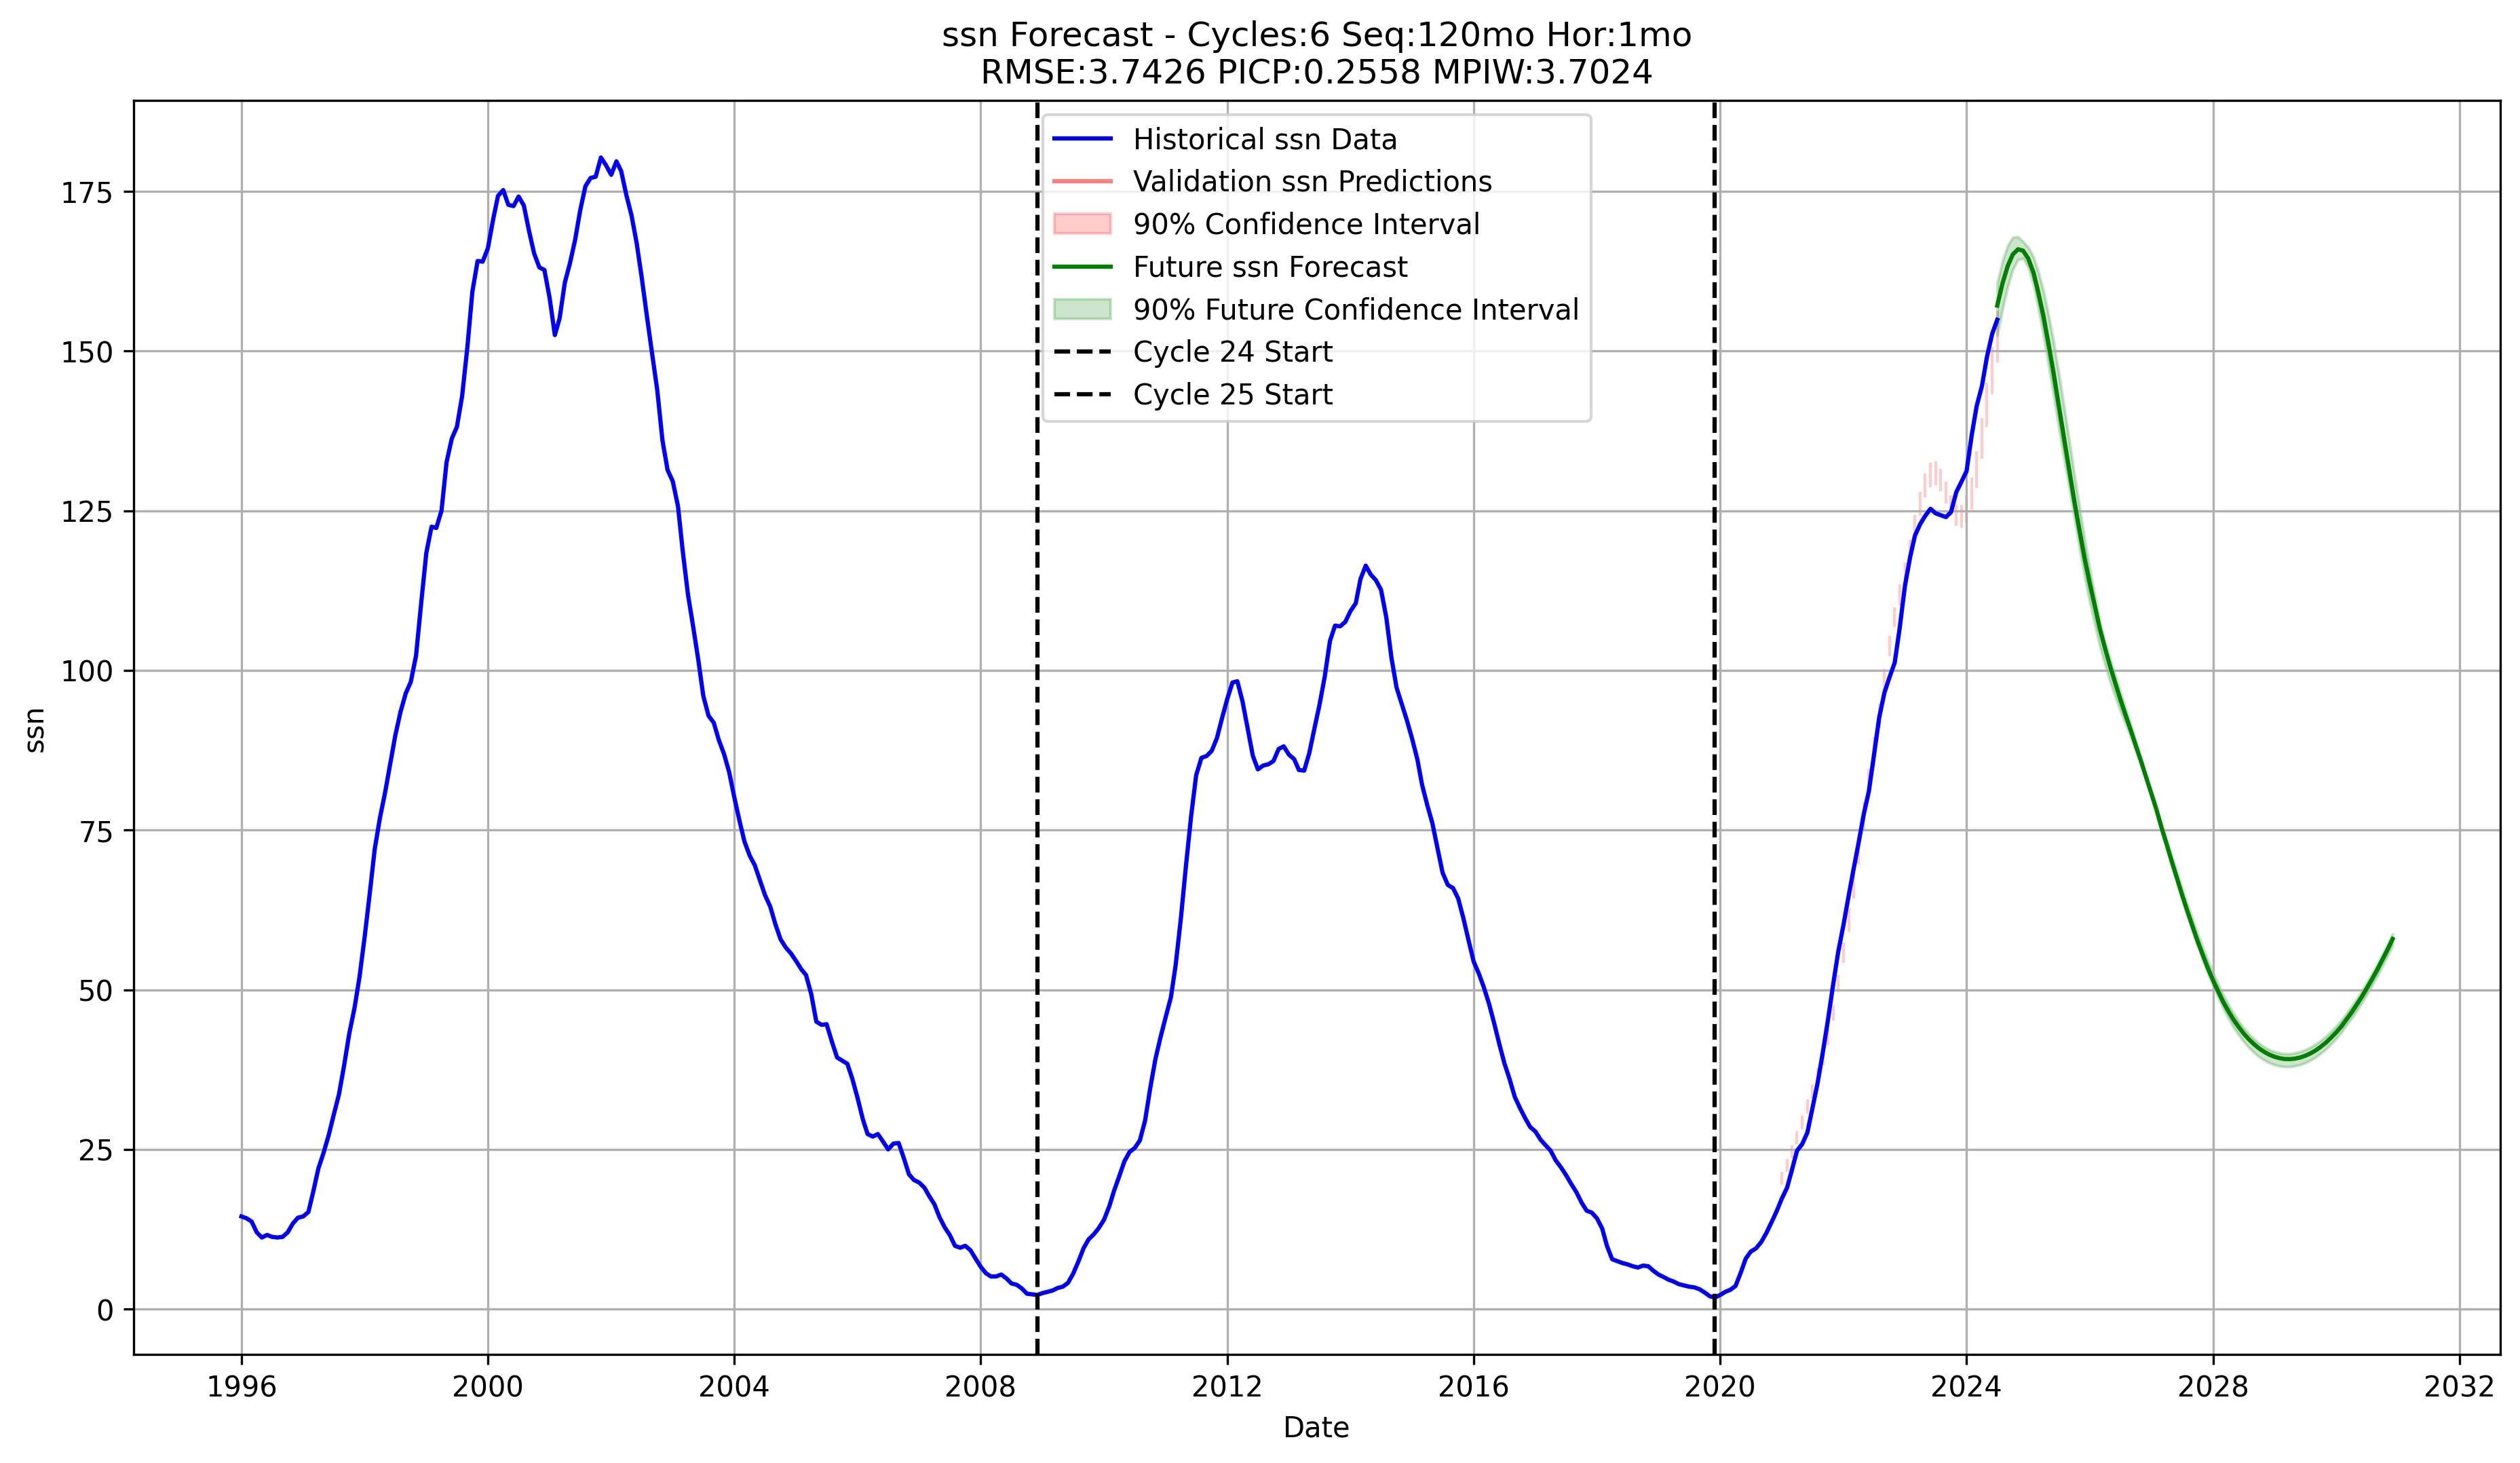 ssn Forecast - Cycles:6 Seq:120mo Hor:1mo
RMSE:3.7426 PICP:0.2558 MPIW:3.7024
Historical ssn Data
Validation ssn Predictions
90% Confidence Interval
Future ssn Forecast
90% Future Confidence Interval
Cycle 24 Start
Cycle 25 Start
ssn
175
150
125
100
75
50
25
0
1996 2000 2004 2008 2012 2016 2020 2024 2028 2032
Date